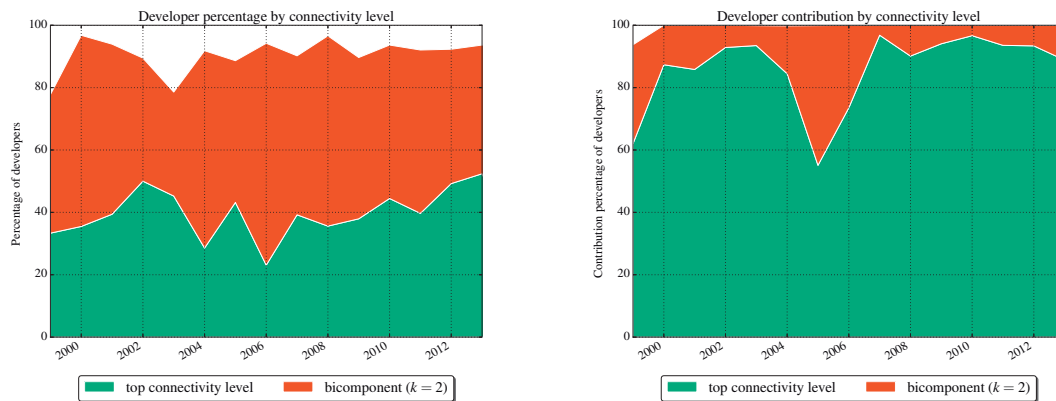 Developer percentage by connectivity level
100
80
60
40
20
0
Percentage of developers
2000 2002 2004 2006 2008 2010 2012
top connectivity level bicomponent (k = 2)
Developer contribution by connectivity level
100
80
60
40
20
0
Contribution percentage of developers
2000 2002 2004 2006 2008 2010 2012
top connectivity level bicomponent (k = 2)